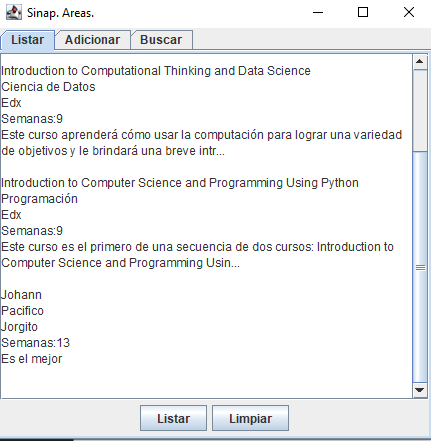 Sinap. Areas.
Listar
Adicionar
Buscar
Introduction to Computational Thinking and Data Science
Ciencia de Datos
Edx
Semanas:9
Este curso aprenderá cómo usar la computación para lograr una variedad
de objetivos y le brindará una breve intr...
Introduction to Computer Science and Programming Using Python
Programación
Edx
Semanas:9
Este curso es el primero de una secuencia de dos cursos: Introduction to
Computer Science and Programming Usin...
Johann
Pacifico
Jorgito
Semanas:13
Es el mejor
Listar
Limpiar